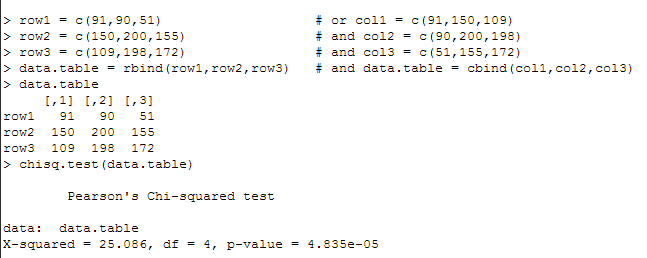 > row1 = c(91,90,51)                    # or col1 = c(91,150,109)
> row2 = c(150,200,155)                 # and col2 = c(90,200,198)
> row3 = c(109,198,172)                 # and col3 = c(51,155,172)
> data.table = rbind(row1,row2,row3)    # and data.table = cbind(col1,col2,col3)
> data.table
     [,1] [,2] [,3]
row1   91   90   51
row2  150  200  155
row3  109  198  172
> chisq.test(data.table)
        Pearson's Chi-squared test
data:  data.table
X-squared = 25.086, df = 4, p-value = 4.835e-05